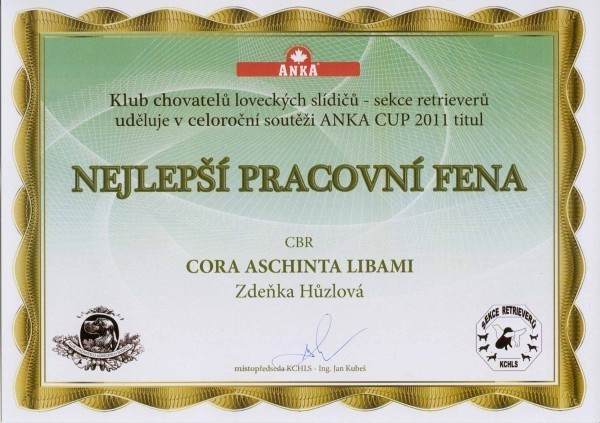 ANKA®
Klub chovatelů loveckých slídičů - sekce retrieverů
uděluje v celoroční soutěži ANKA CUP 2011 titul
NEJLEPŠÍ PRACOVNÍ FENA
CBR
CORA ASCHINTA LIBAMI
Zdeňka Hůzlová
místopředseda KCHLS - Ing. Jan Kubeš
SEKCE RETRIEVERŮ
KCHLS